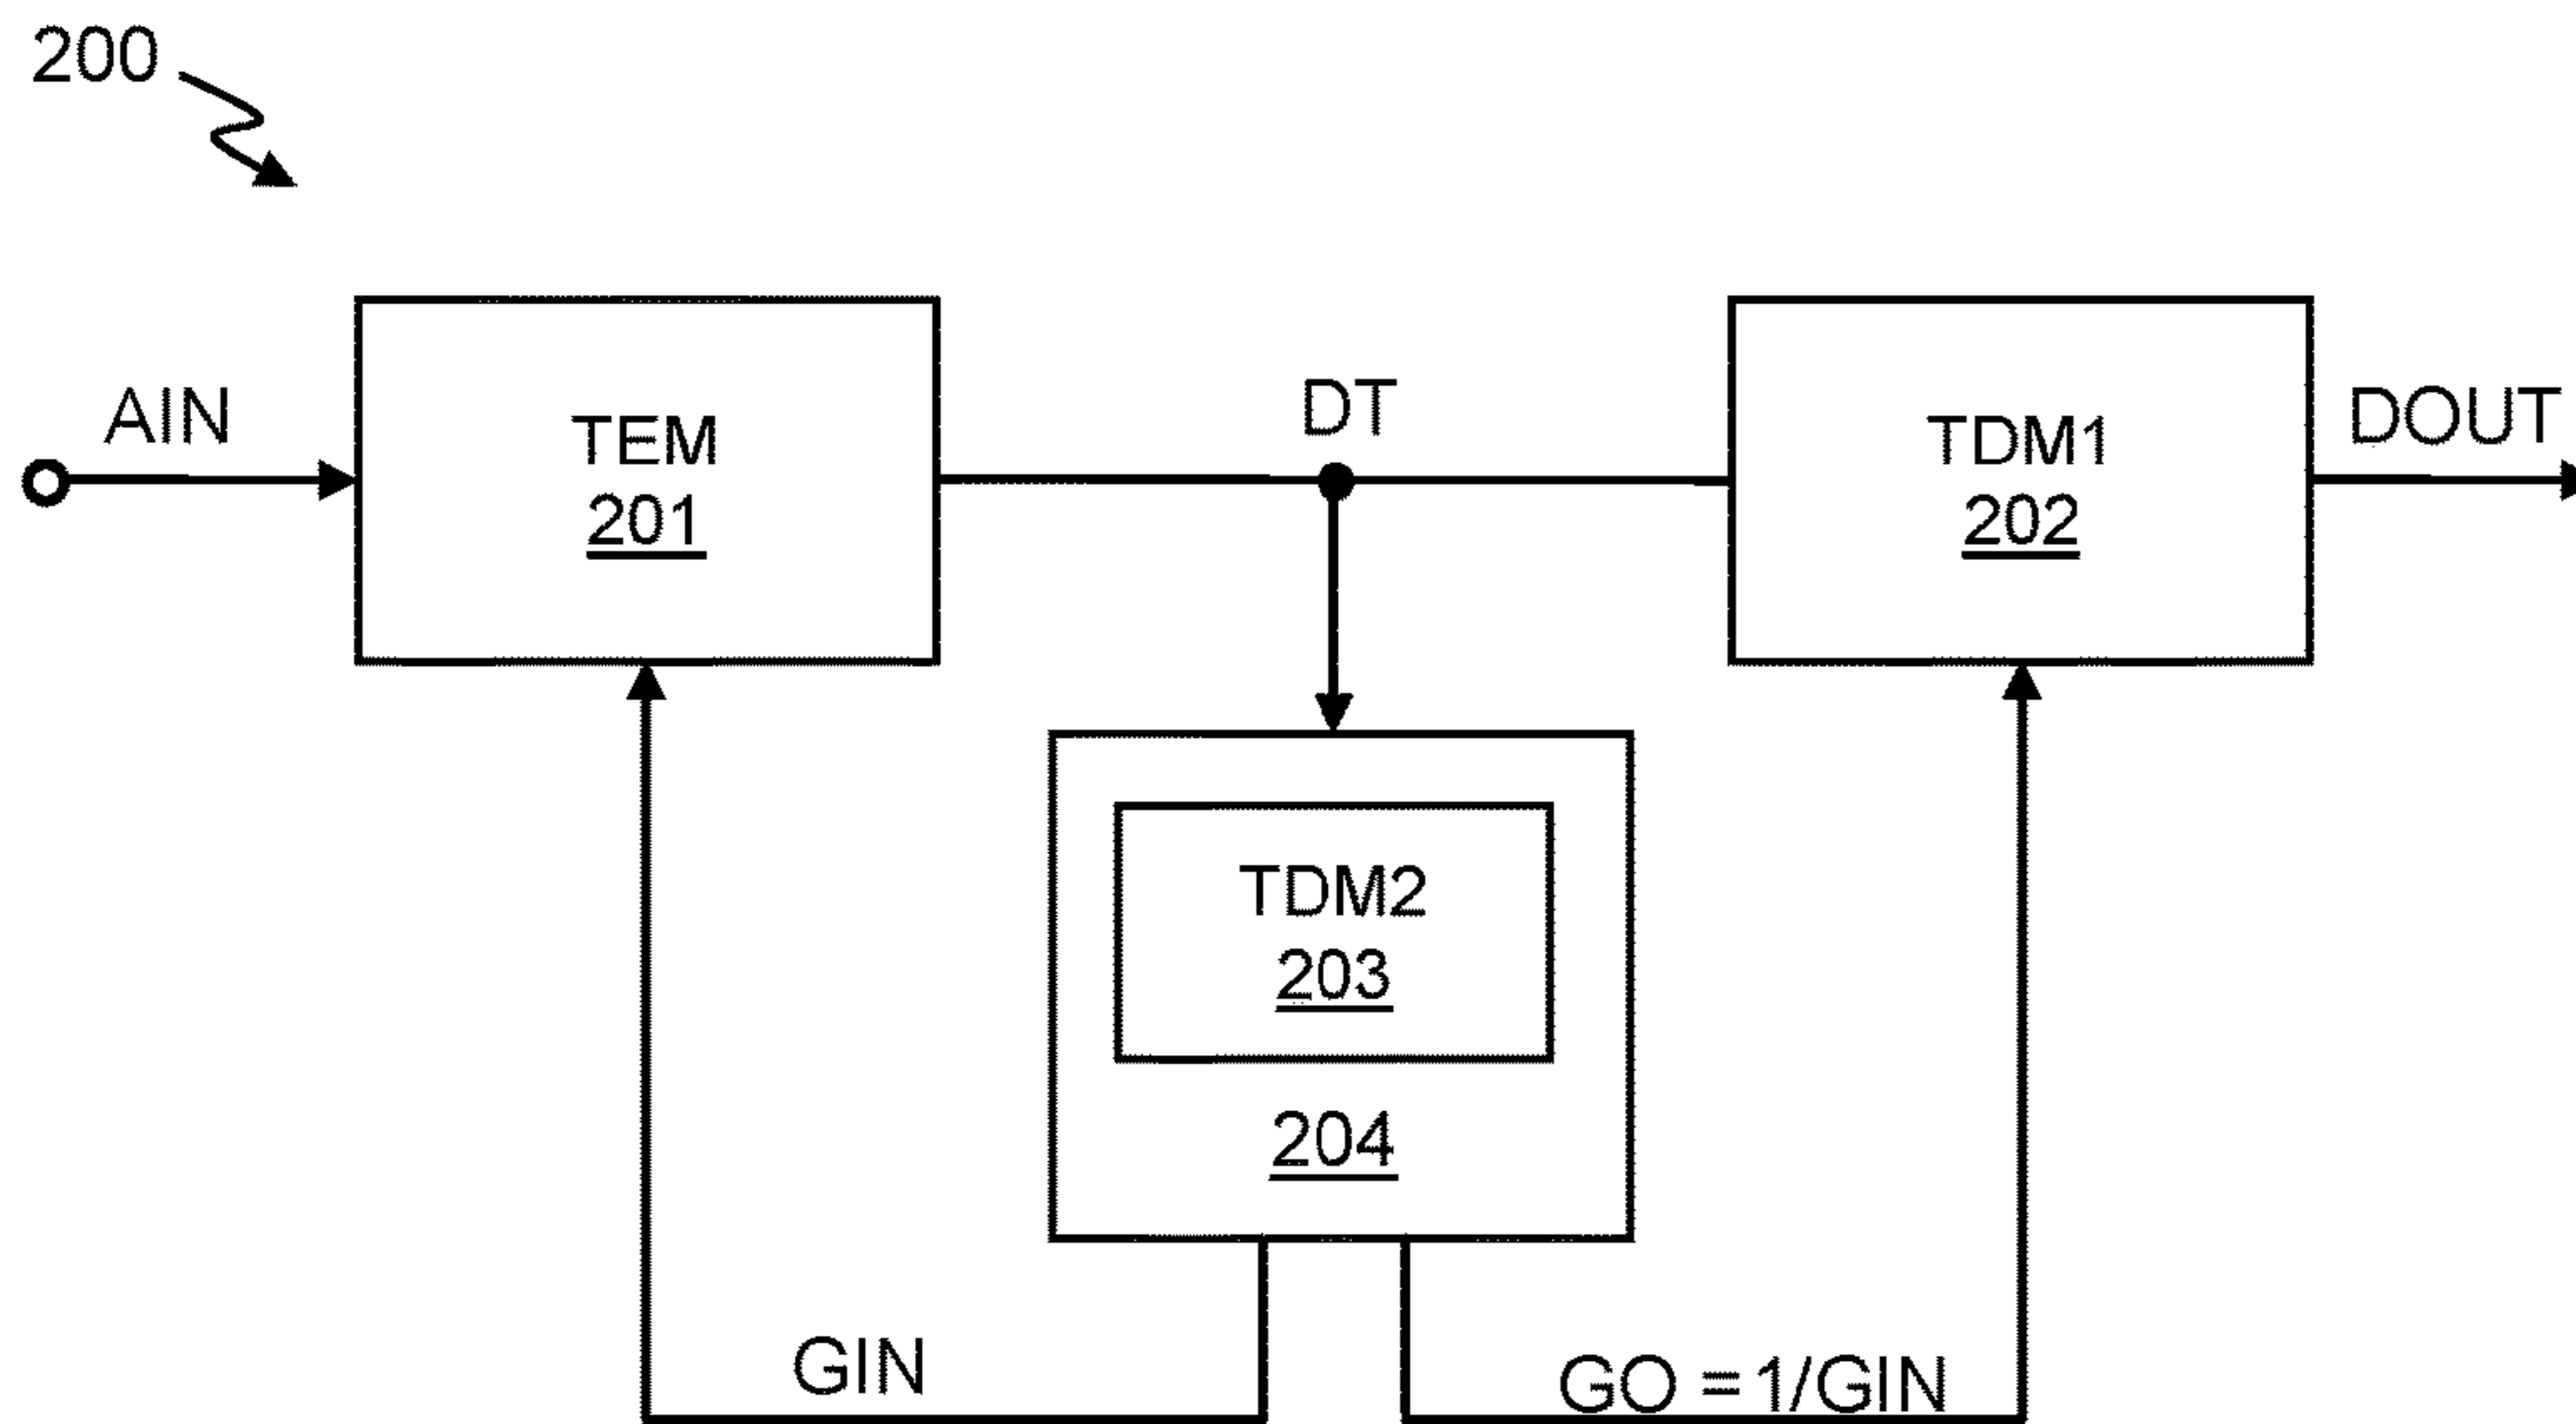 200
AIN
TEM
201
DT
TDM1
202
DOUT
TDM2
203
204
GIN
GO = 1/GIN